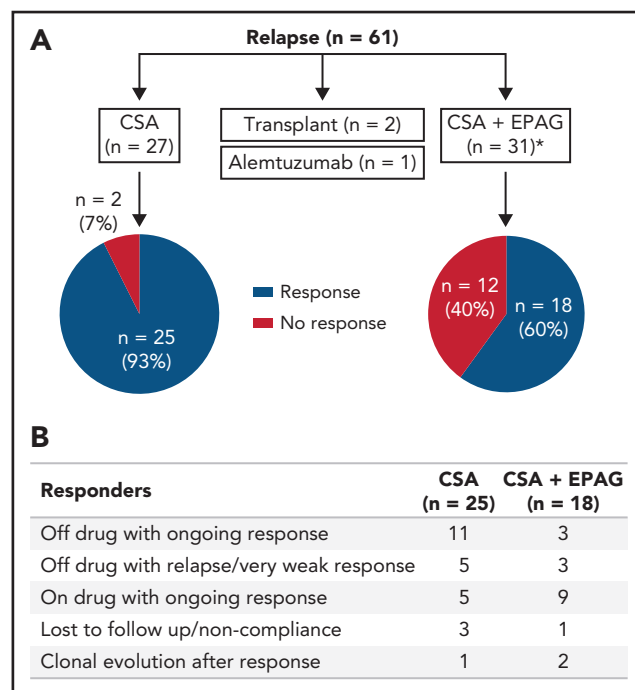 A
Relapse (n = 61)
CSA
(n = 27)
Transplant (n = 2)
Alemtuzumab (n = 1)
CSA + EPAG
(n = 31)*
n = 2
(7%)
n = 25
(93%)
Response
No response
n = 12
(40%)
n = 18
(60%)
B
Responders
CSA
(n = 25)
CSA + EPAG
(n = 18)
Off drug with ongoing response 11 3
Off drug with relapse/very weak response 5 3
On drug with ongoing response 5 9
Lost to follow up/non-compliance 3 1
Clonal evolution after response 1 2